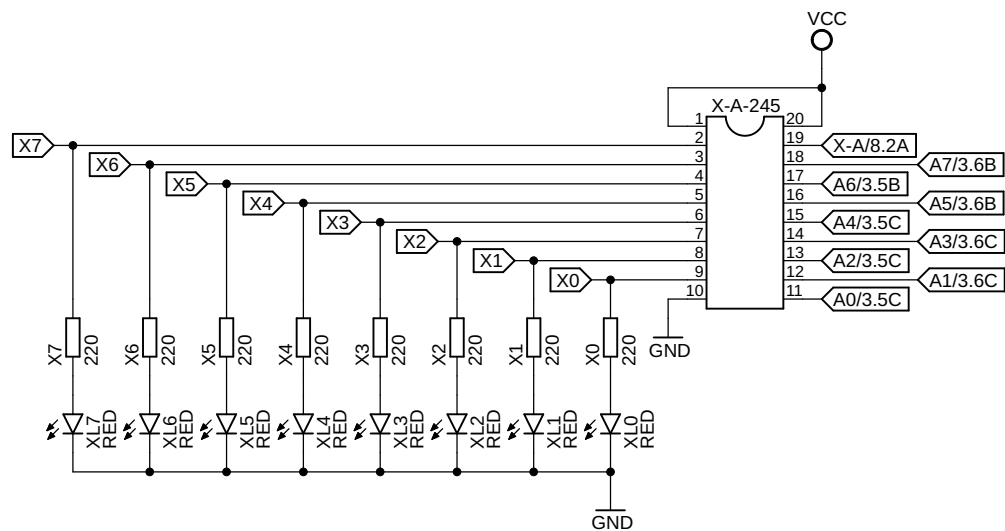 VCC
X-A-245
1 20
X7 2 19 X-A/8.2A
X6 3 18 A7/3.6B
X5 4 17 A6/3.5B
X4 5 16 A5/3.6B
X3 6 15 A4/3.5C
X2 7 14 A3/3.6C
X1 8 13 A2/3.5C
X0 9 12 A1/3.6C
10 11 A0/3.5C
GND
X7 220 X6 220 X5 220 X4 220 X3 220 X2 220 X1 220 X0 220
XL7 RED XL6 RED XL5 RED XL4 RED XL3 RED XL2 RED XL1 RED XL0 RED
GND